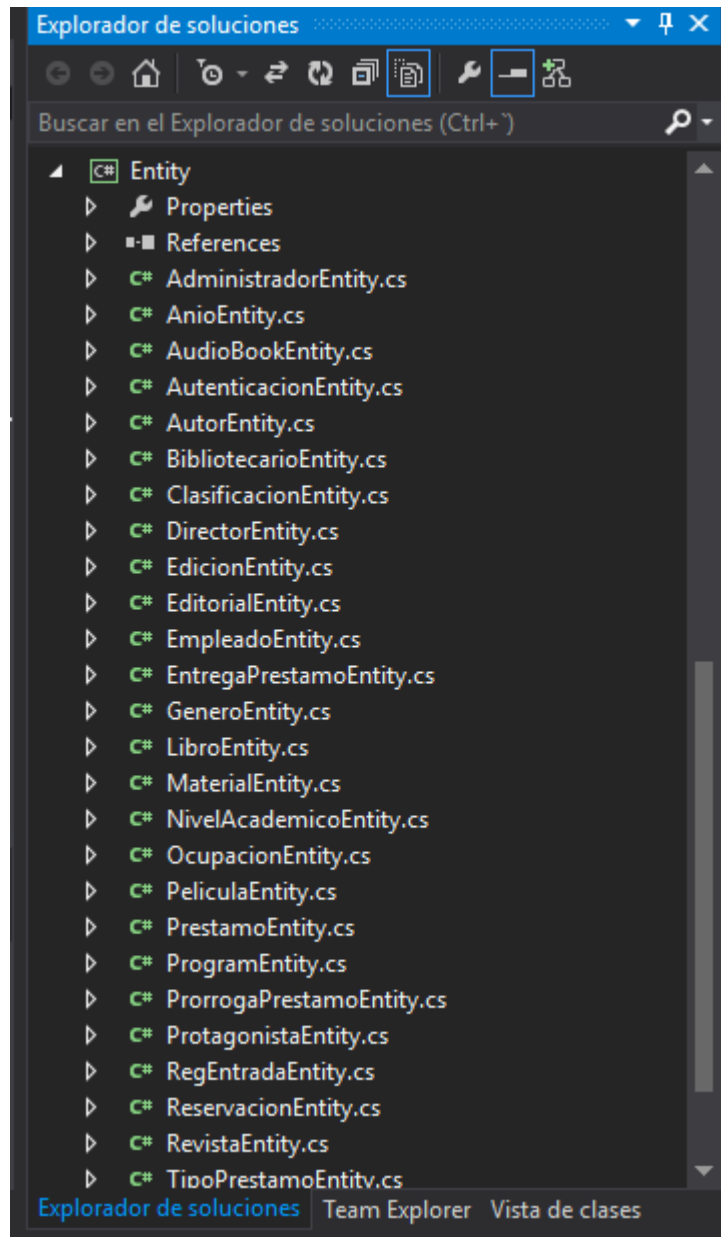 Explorador de soluciones
Buscar en el Explorador de soluciones (Ctrl+`)
C# Entity
Properties
References
C# AdministradorEntity.cs
C# AnioEntity.cs
C# AudioBookEntity.cs
C# AutenticacionEntity.cs
C# AutorEntity.cs
C# BibliotecarioEntity.cs
C# ClasificacionEntity.cs
C# DirectorEntity.cs
C# EdicionEntity.cs
C# EditorialEntity.cs
C# EmpleadoEntity.cs
C# EntregaPrestamoEntity.cs
C# GeneroEntity.cs
C# LibroEntity.cs
C# MaterialEntity.cs
C# NivelAcademicoEntity.cs
C# OcupacionEntity.cs
C# PeliculaEntity.cs
C# PrestamoEntity.cs
C# ProgramEntity.cs
C# ProrrogaPrestamoEntity.cs
C# ProtagonistaEntity.cs
C# RegEntradaEntity.cs
C# ReservacionEntity.cs
C# RevistaEntity.cs
C# TipoPrestamoEntity.cs
Explorador de soluciones Team Explorer Vista de clases